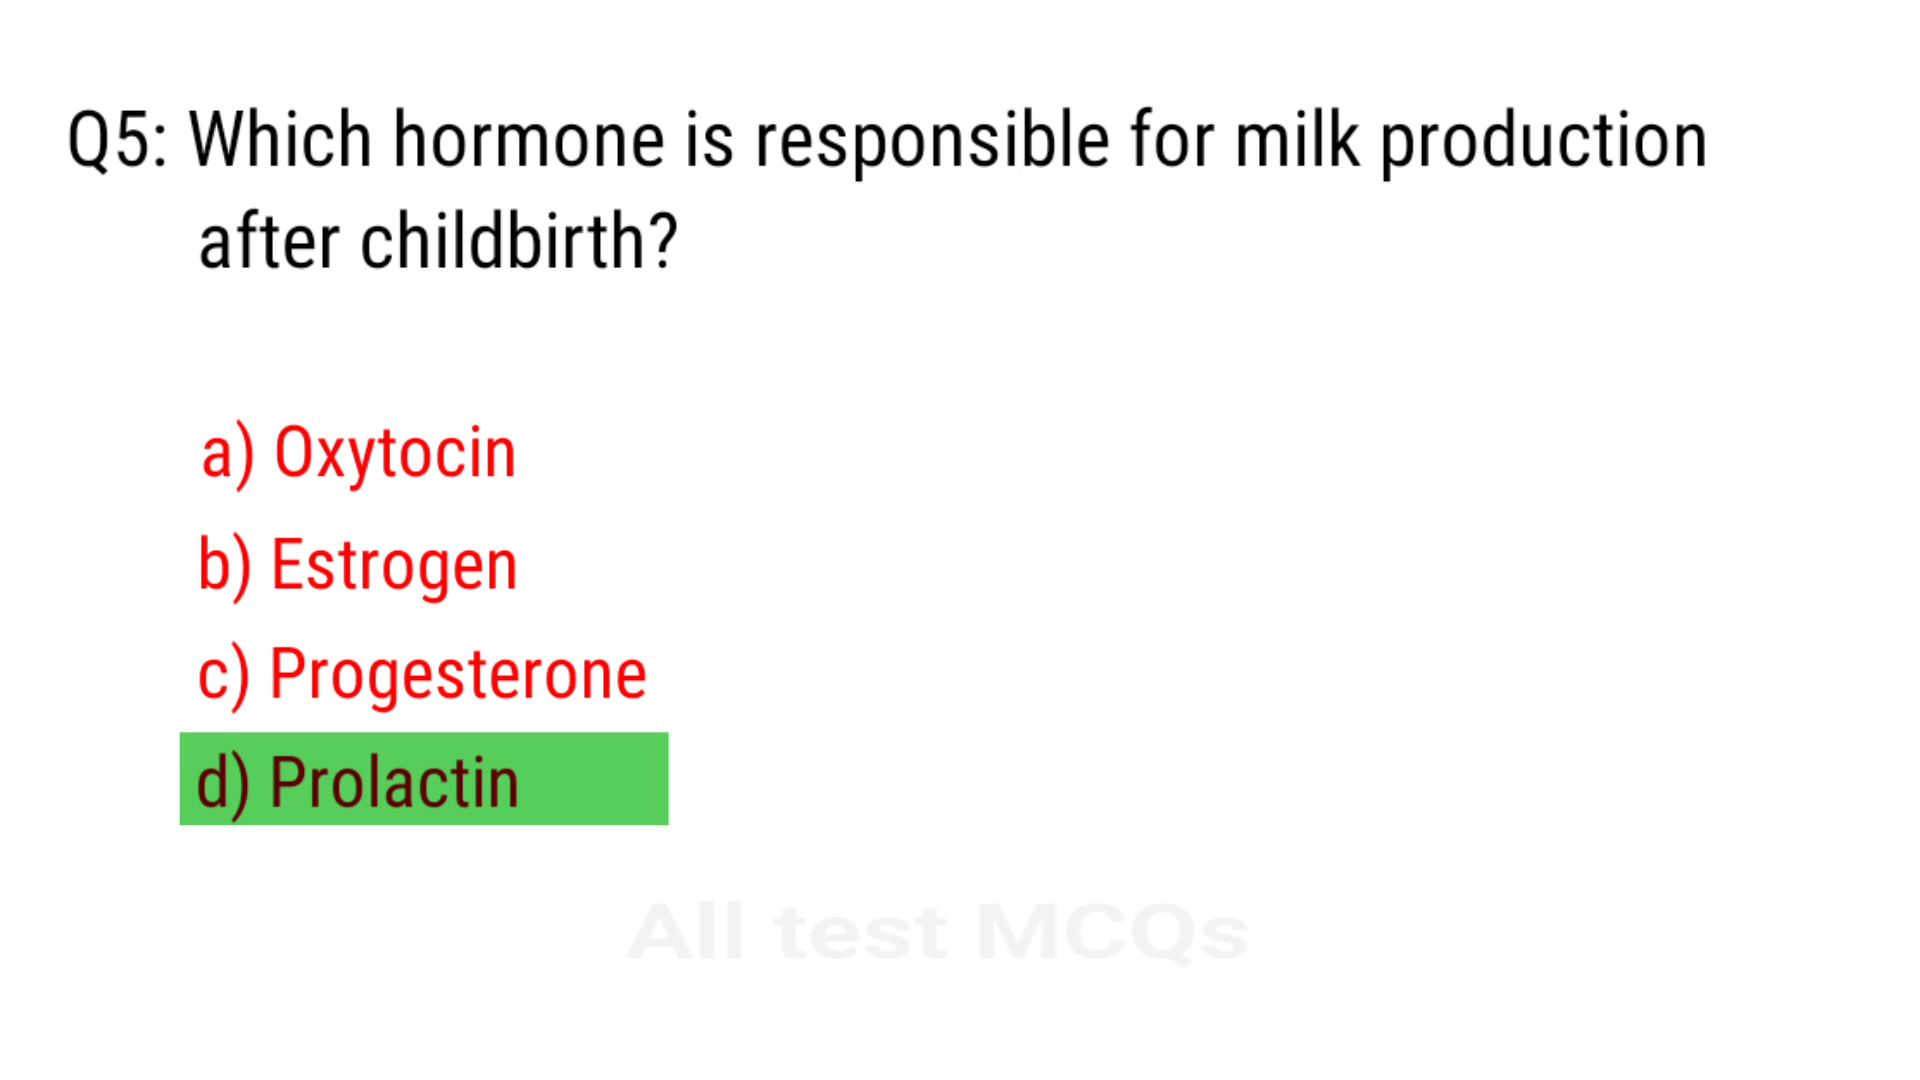 Q5: Which hormone is responsible for milk production
after childbirth?
a) Oxytocin
b) Estrogen
c) Progesterone
d) Prolactin
All test MCQs